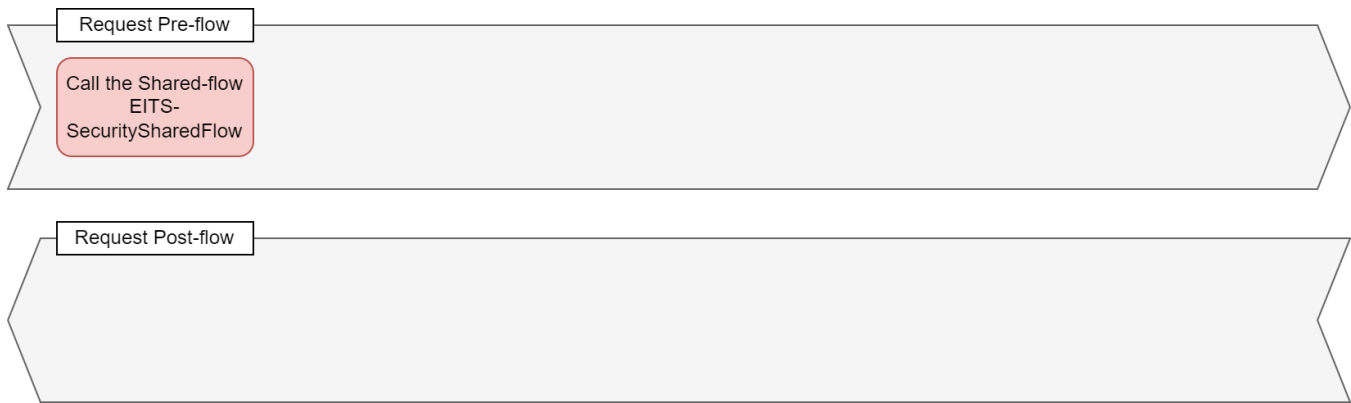 Request Pre-flow
Call the Shared-flow
EITS-
SecuritySharedFlow
Request Post-flow